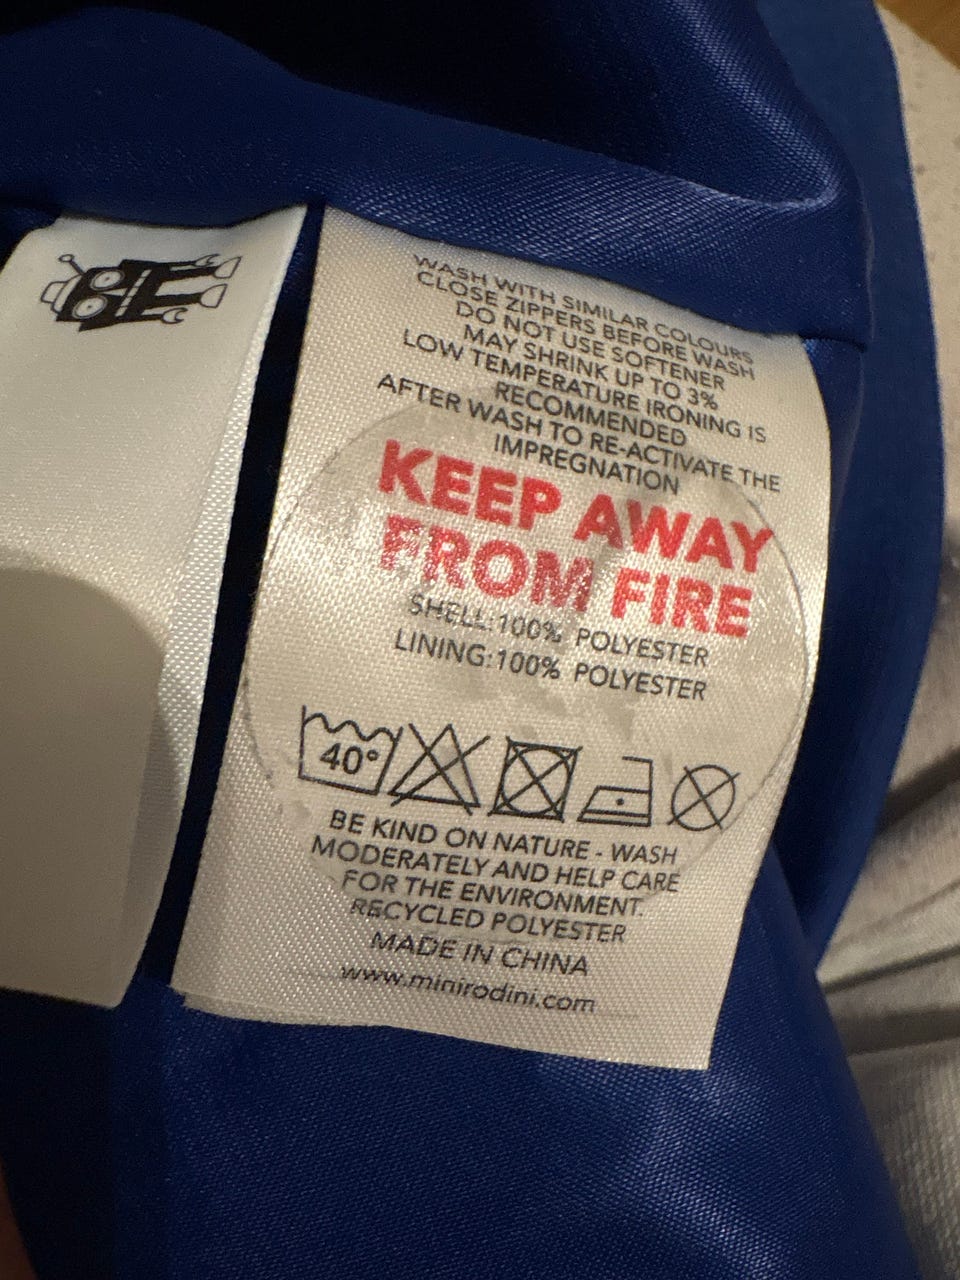 WASH WITH SIMILAR COLOURS
CLOSE ZIPPERS BEFORE WASH
DO NOT USE SOFTENER
MAY SHRINK UP TO 3%
LOW TEMPERATURE IRONING IS
RECOMMENDED
AFTER WASH TO RE-ACTIVATE THE
IMPREGNATION
KEEP AWAY
FROM FIRE
SHELL:100% POLYESTER
LINING:100% POLYESTER
40°
BE KIND ON NATURE - WASH
MODERATELY AND HELP CARE
FOR THE ENVIRONMENT.
RECYCLED POLYESTER
MADE IN CHINA
www.minirodini.com